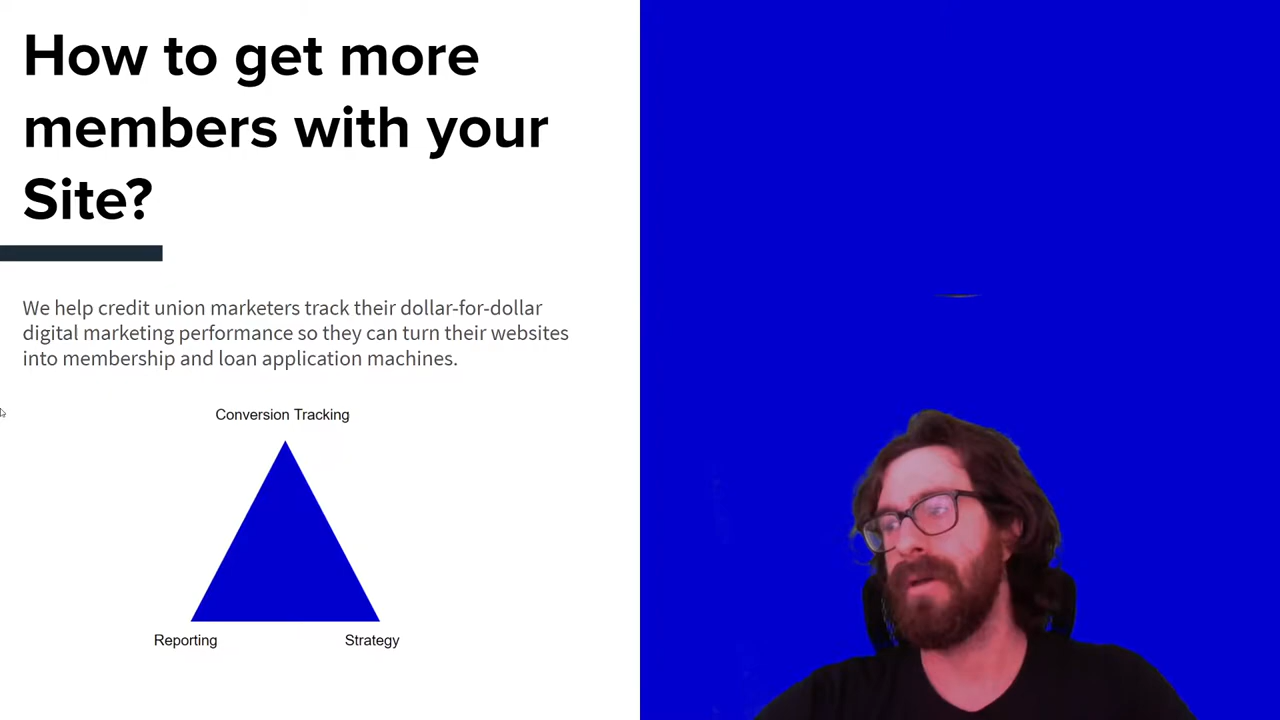 How to get more
members with your
Site?
We help credit union marketers track their dollar-for-dollar
digital marketing performance so they can turn their websites
into membership and loan application machines.
Conversion Tracking
Reporting
Strategy